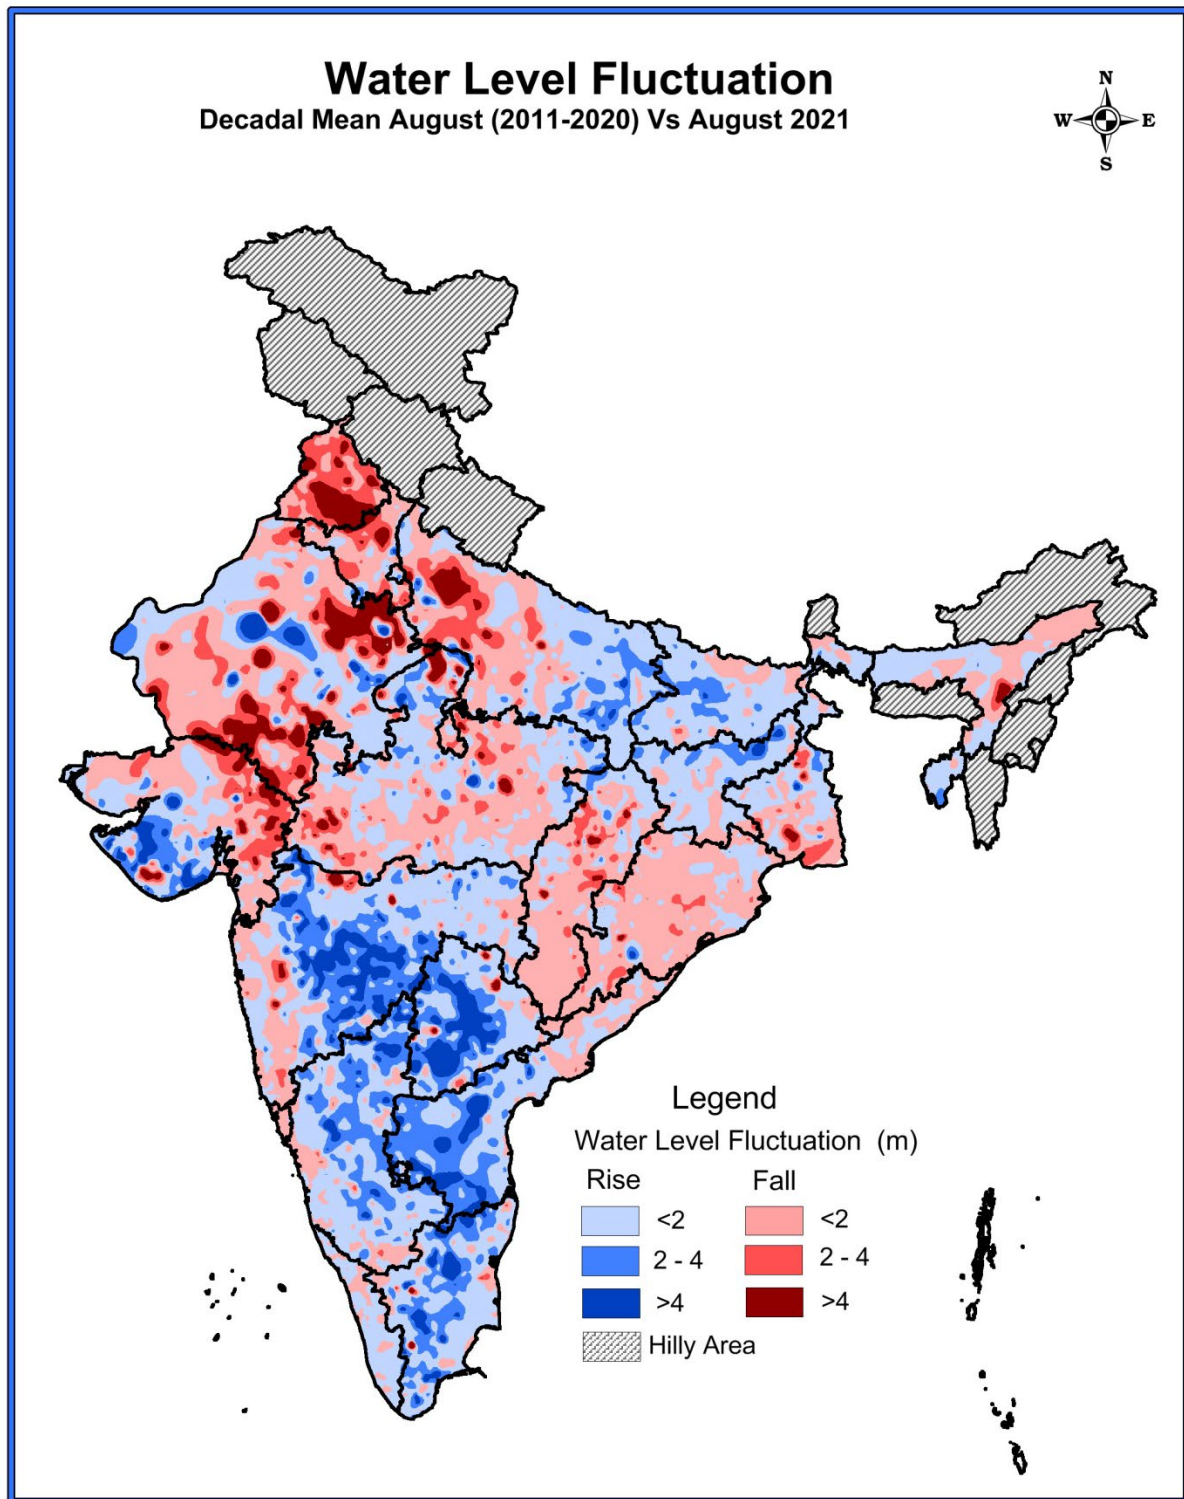 Water Level Fluctuation
Decadal Mean August (2011-2020) Vs August 2021
N
W E
S
Legend
Water Level Fluctuation (m)
Rise Fall
<2 <2
2 - 4 2 - 4
>4 >4
Hilly Area